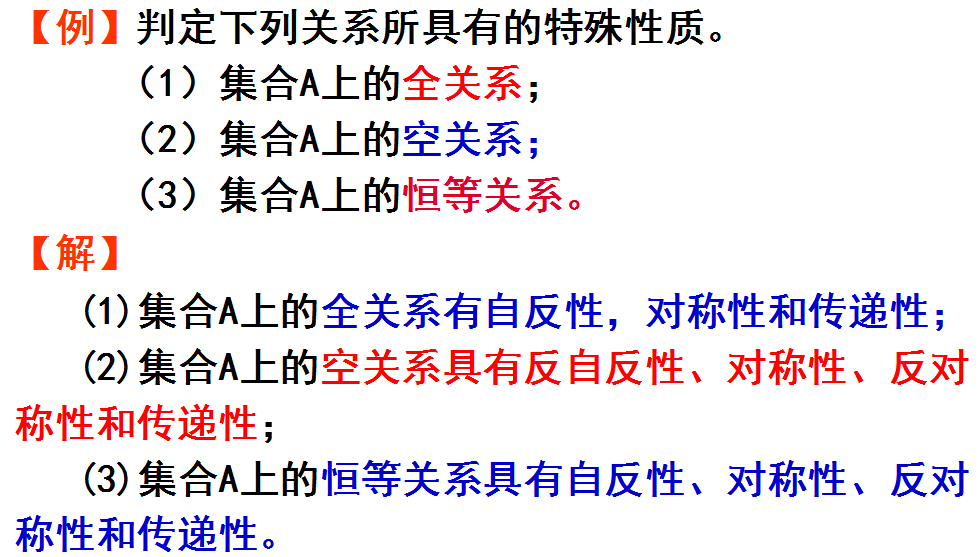 【例】判定下列关系所具有的特殊性质。
（1）集合A上的全关系；
（2）集合A上的空关系；
（3）集合A上的恒等关系。
【解】
(1)集合A上的全关系有自反性，对称性和传递性；
(2)集合A上的空关系具有反自反性、对称性、反对
称性和传递性；
(3)集合A上的恒等关系具有自反性、对称性、反对
称性和传递性。